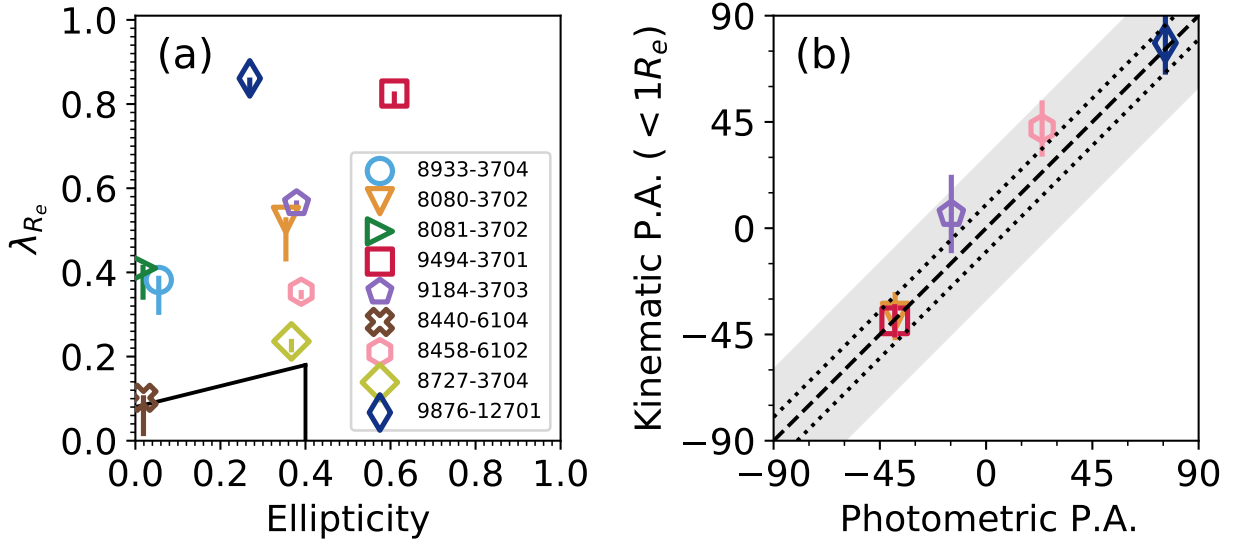 (a)
1.0
0.8
0.6
0.4
0.2
0.0
λ_{R_e}
8933-3704
8080-3702
8081-3702
9494-3701
9184-3703
8440-6104
8458-6102
8727-3704
9876-12701
0.0 0.2 0.4 0.6 0.8 1.0
Ellipticity
(b)
90
45
0
−45
−90
Kinematic P.A. (< 1R_e)
−90 −45 0 45 90
Photometric P.A.